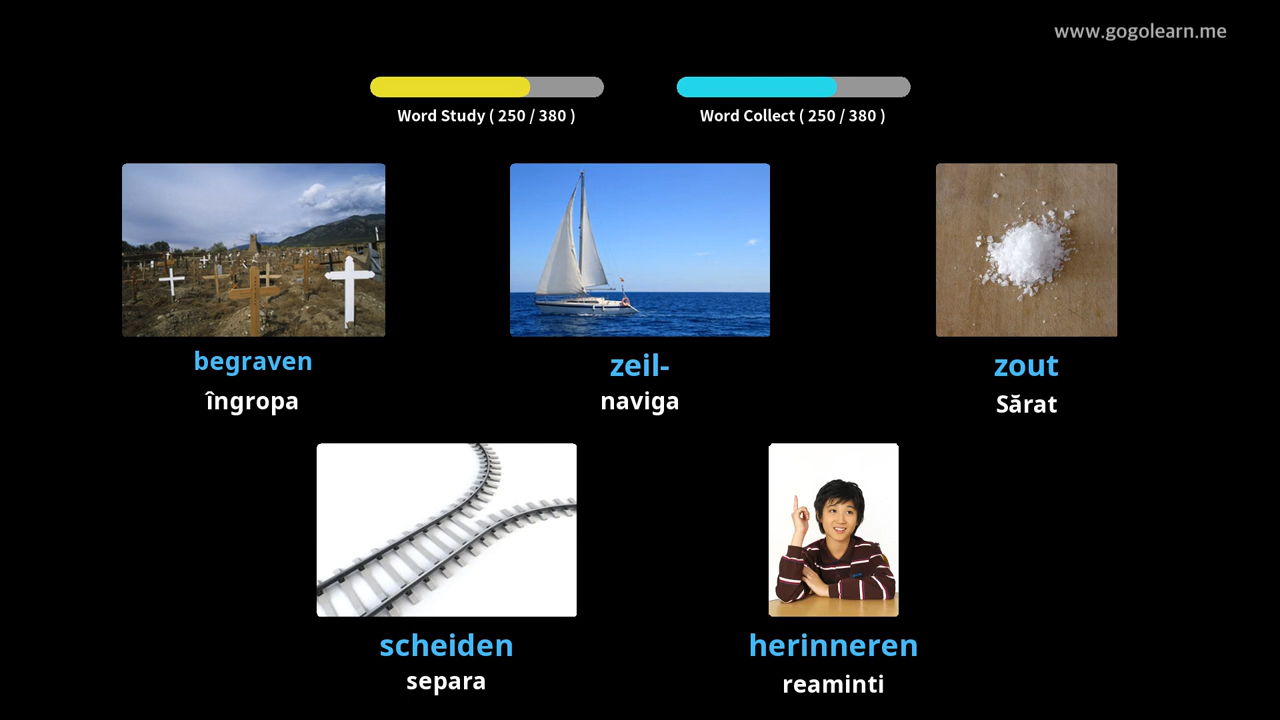 www.gogolearn.me
Word Study ( 250 / 380 )
Word Collect ( 250 / 380 )
begraven
îngropa
zeil-
naviga
zout
Sărat
scheiden
separa
herinneren
reaminti